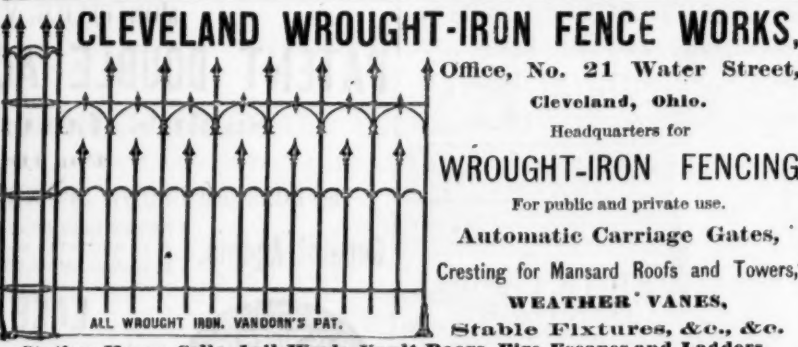 CLEVELAND WROUGHT-IRON FENCE WORKS,
Office, No. 21 Water Street,
Cleveland, Ohio.
Headquarters for
WROUGHT-IRON FENCING
For public and private use.
Automatic Carriage Gates,
Cresting for Mansard Roofs and Towers,
WEATHER VANES,
Stable Fixtures, &c., &c.
ALL WROUGHT IRON. VANDORN'S PAT.